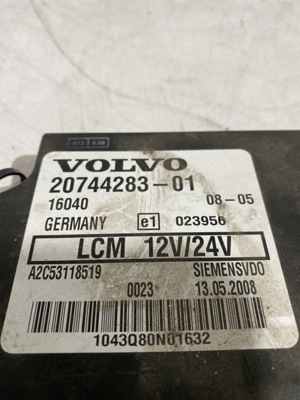 VOLVO
20744283-01
16040 08-05
GERMANY e1 023956
LCM 12V/24V
A2C53118519 SIEMENSVDO
0023 13.05.2008
1043Q80N01632